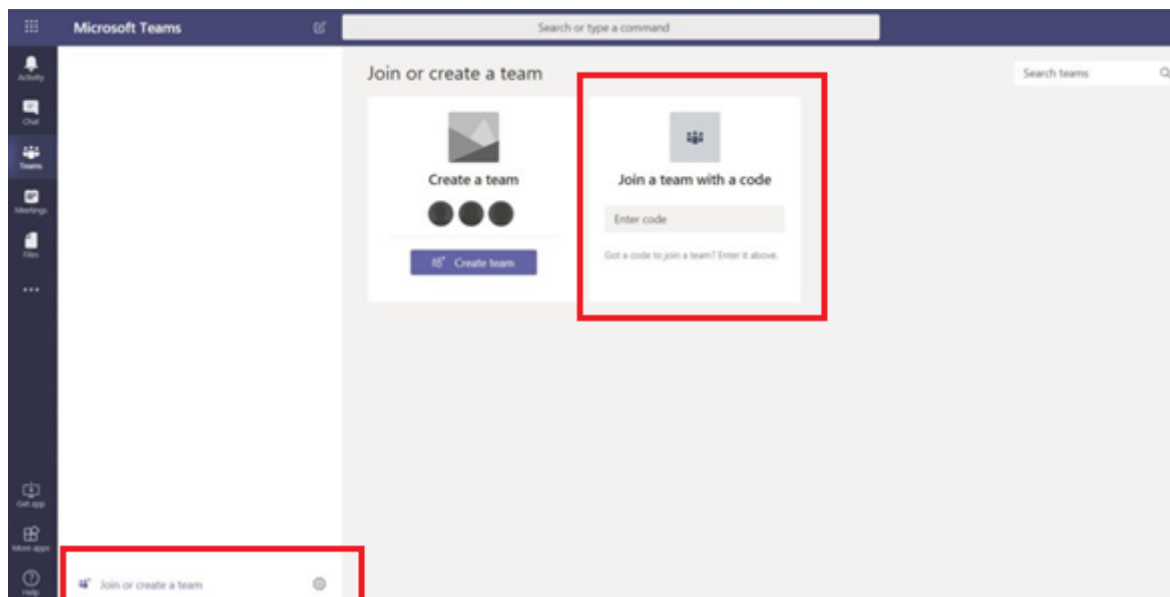 Microsoft Teams
Search or type a command
Activity
Chat
Teams
Meetings
Files
Get app
More apps
Help
Join or create a team
Search teams
Create a team
Create team
Join a team with a code
Enter code
Got a code to join a team? Enter it above.
Join or create a team